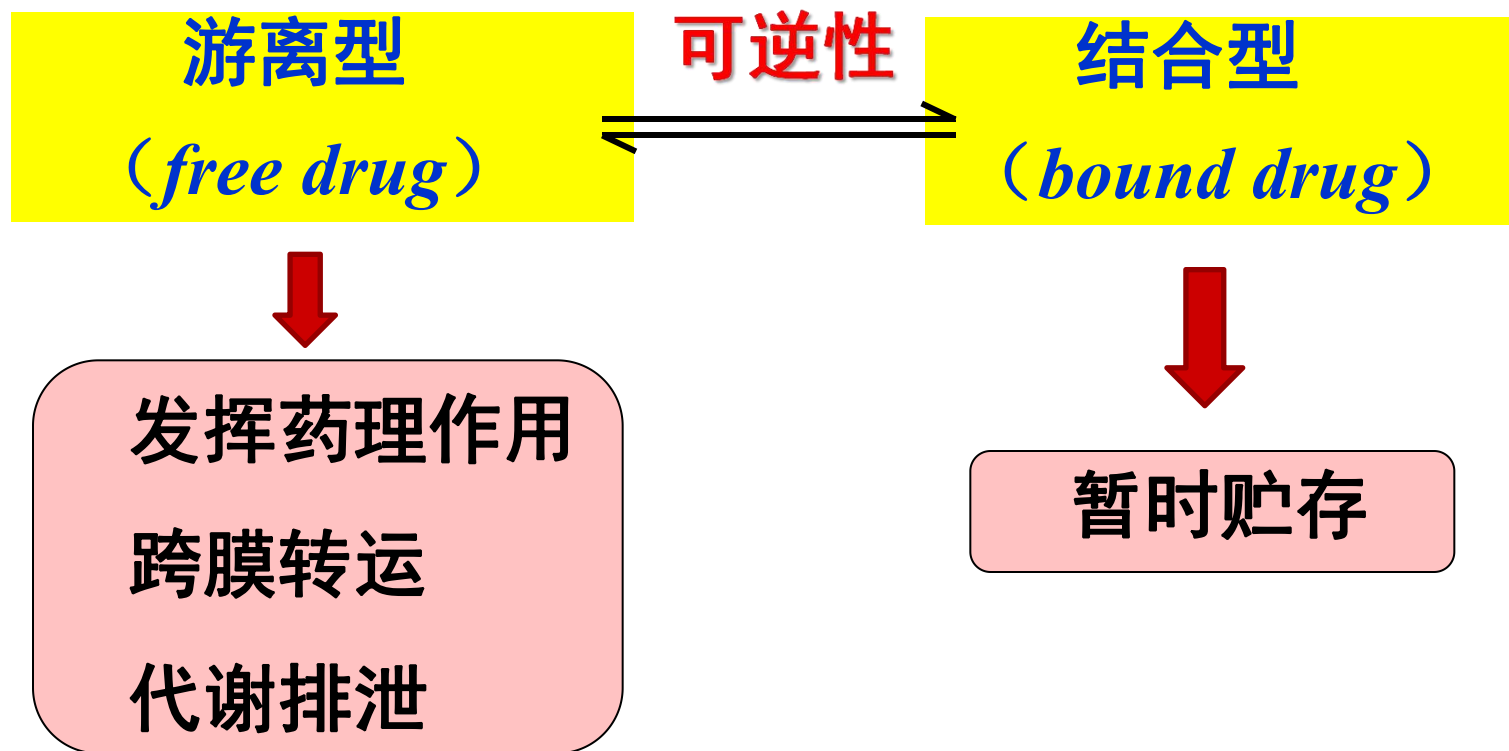 游离型
（free drug）
可逆性
结合型
（bound drug）
发挥药理作用
跨膜转运
代谢排泄
暂时贮存